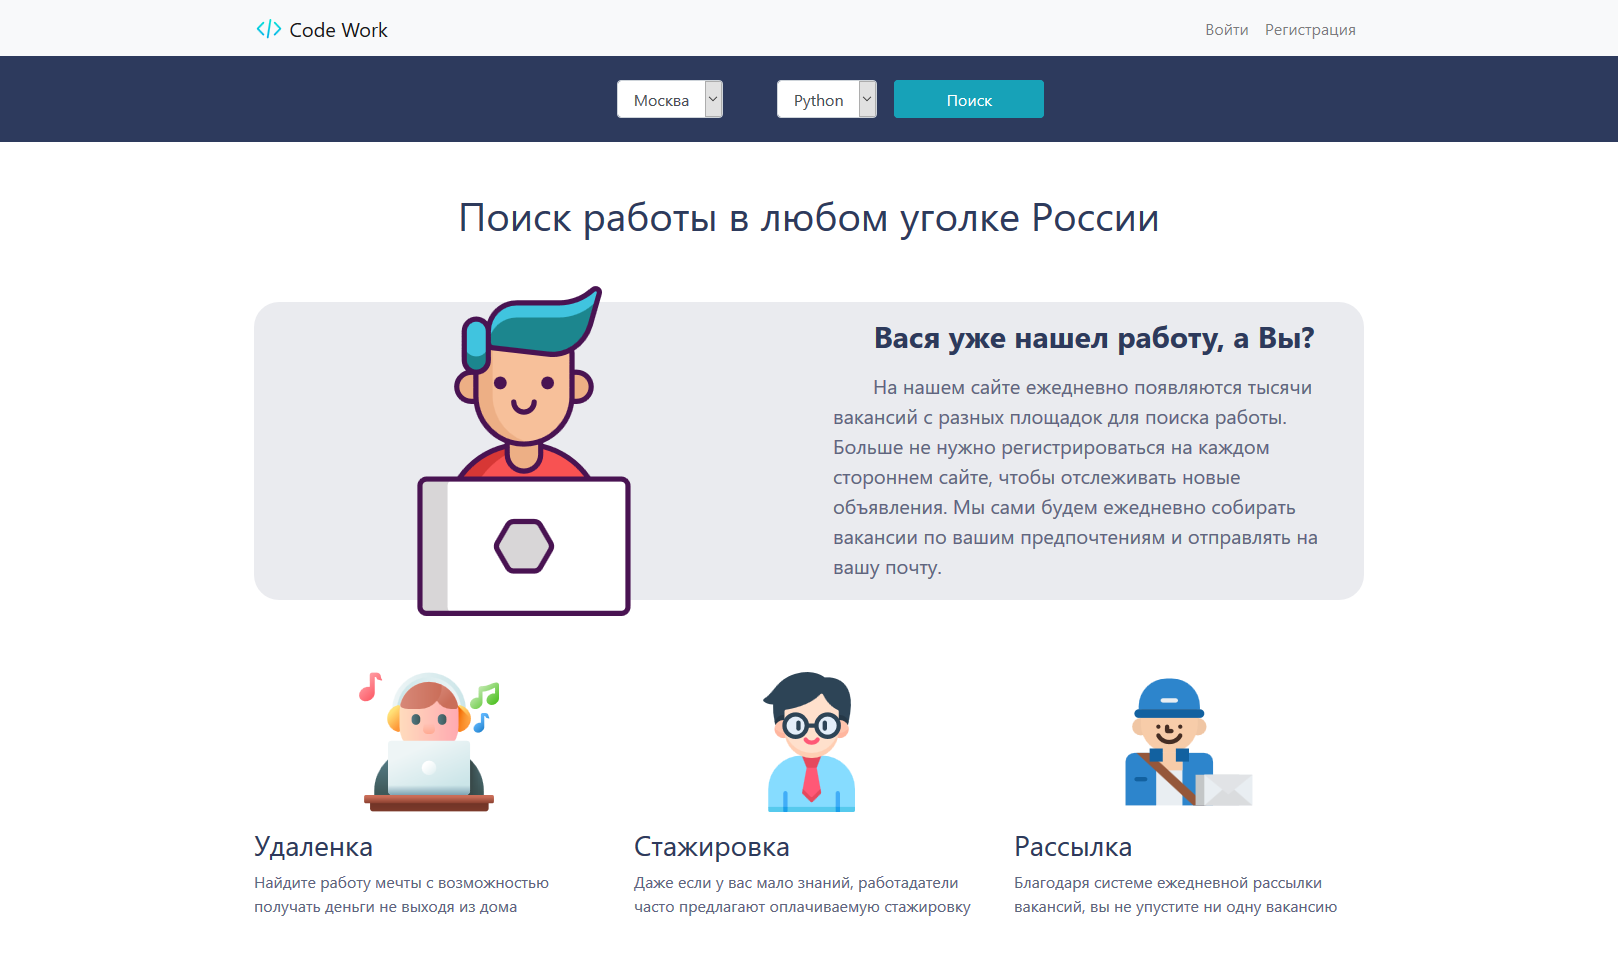 Code Work
Войти Регистрация
Москва Python Поиск
Поиск работы в любом уголке России
Вася уже нашел работу, а Вы?
На нашем сайте ежедневно появляются тысячи
вакансий с разных площадок для поиска работы.
Больше не нужно регистрироваться на каждом
стороннем сайте, чтобы отслеживать новые
объявления. Мы сами будем ежедневно собирать
вакансии по вашим предпочтениям и отправлять на
вашу почту.
Удаленка
Найдите работу мечты с возможностью
получать деньги не выходя из дома
Стажировка
Даже если у вас мало знаний, работадатели
часто предлагают оплачиваемую стажировку
Рассылка
Благодаря системе ежедневной рассылки
вакансий, вы не упустите ни одну вакансию